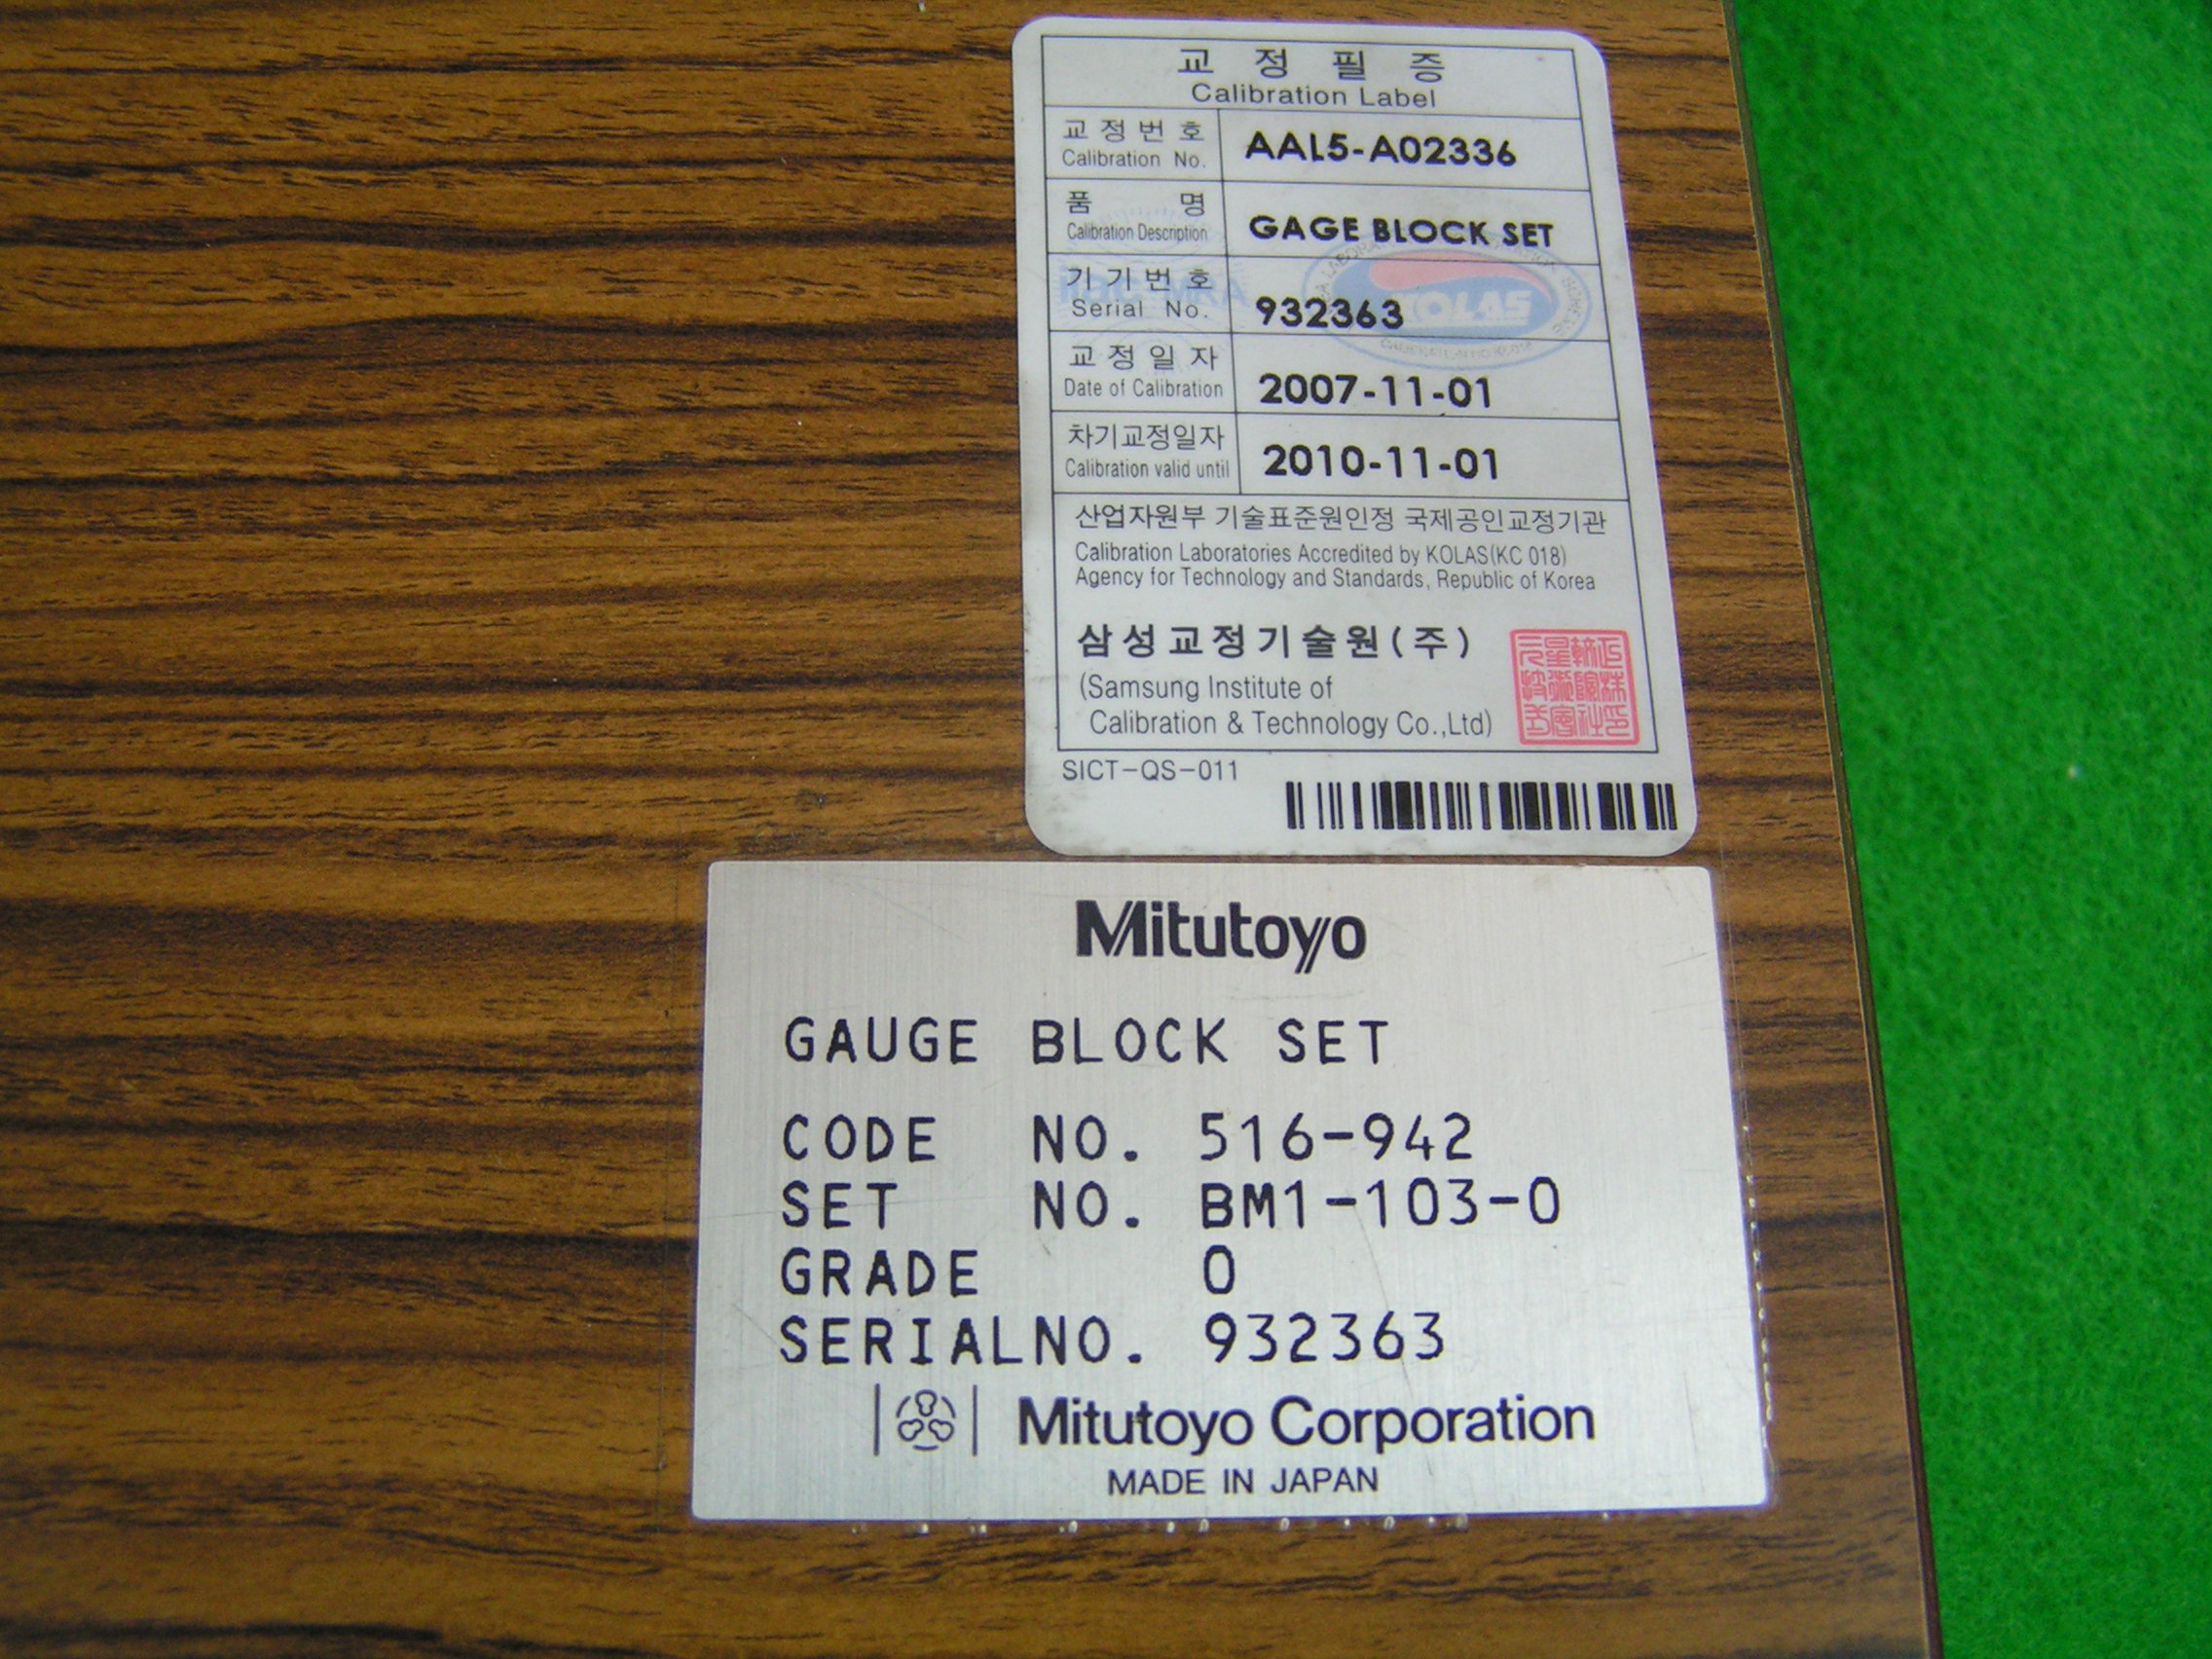 교 정 필 증
Calibration Label
교 정 번 호
Calibration No.
AAL5-A02336
품 명
Calibration Description
GAGE BLOCK SET
기 기 번 호
Serial No.
932363
KOLAS
교 정 일 자
Date of Calibration
2007-11-01
차기교정일자
Calibration valid until
2010-11-01
산업자원부 기술표준원인정 국제공인교정기관
Calibration Laboratories Accredited by KOLAS(KC 018)
Agency for Technology and Standards, Republic of Korea
삼성교정기술원(주)
(Samsung Institute of
Calibration & Technology Co.,Ltd)
SICT-QS-011
Mitutoyo
GAUGE BLOCK SET
CODE NO. 516-942
SET NO. BM1-103-0
GRADE 0
SERIALNO. 932363
Mitutoyo Corporation
MADE IN JAPAN